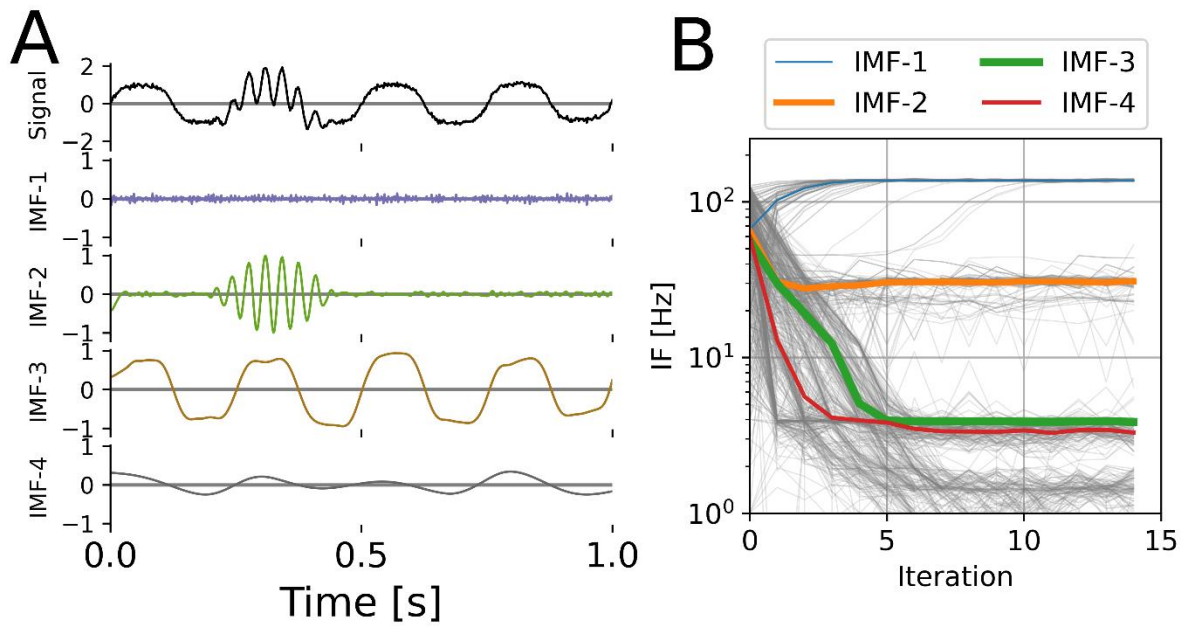 A
Signal
2
0
−2
IMF-1
1
0
−1
IMF-2
1
0
−1
IMF-3
1
0
−1
IMF-4
1
0
−1
0.0 0.5 1.0
Time [s]
B
IMF-1 IMF-3
IMF-2 IMF-4
IF [Hz]
10²
10¹
10⁰
0 5 10 15
Iteration